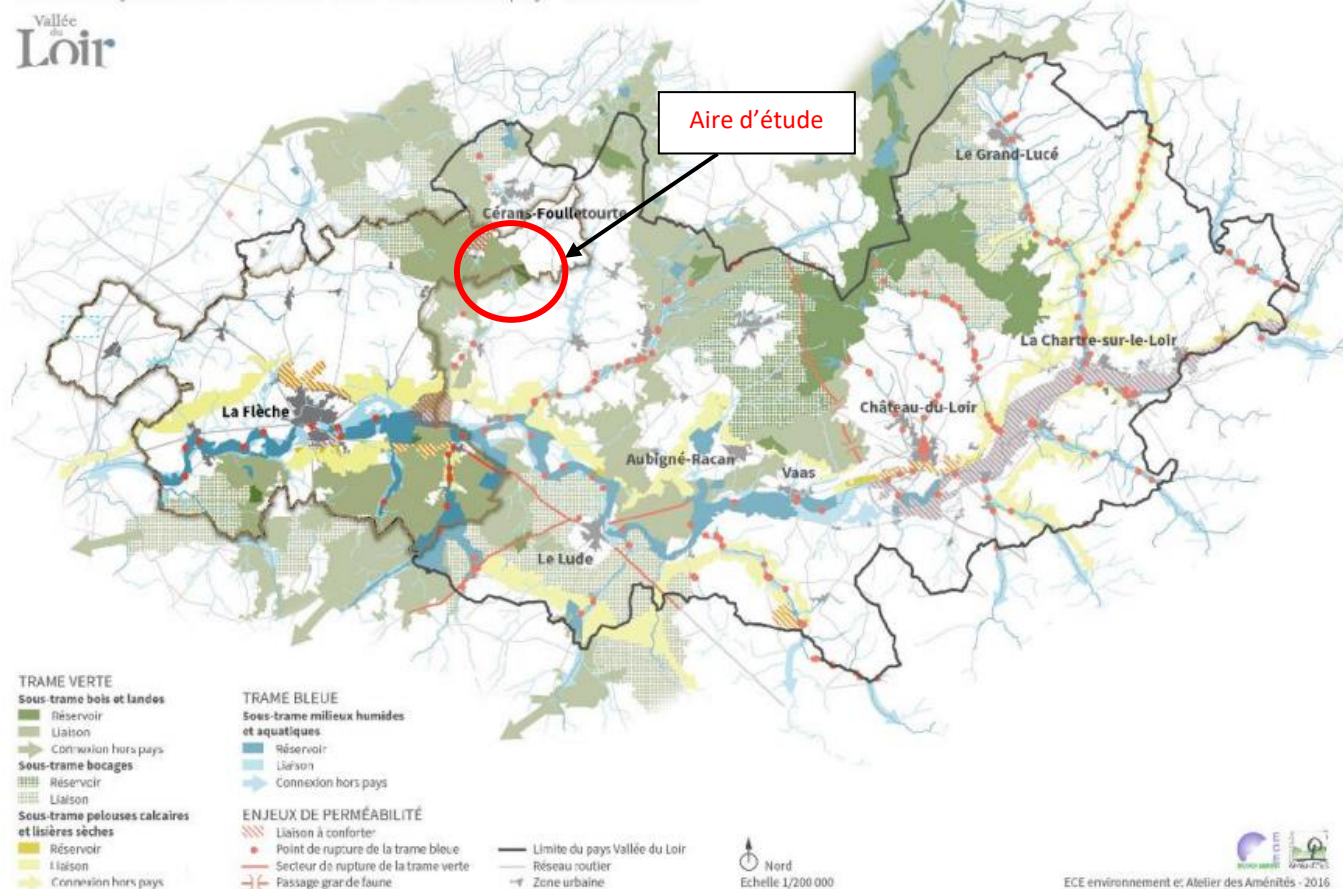 Vallée
du
Loir
Aire d'étude
Le Grand-Lucé
Cérans-Foulletourte
La Chartre-sur-le-Loir
La Flèche
Château-du-Loir
Aubigné-Racan
Vaas
Le Lude
TRAME VERTE
Sous-trame bois et landes
Réservoir
Liaison
Connexion hors pays
Sous-trame bocages
Réservoir
Liaison
Sous-trame pelouses calcaires
et lisières sèches
Réservoir
Liaison
Connexion hors pays
TRAME BLEUE
Sous-trame milieux humides
et aquatiques
Réservoir
Liaison
Connexion hors pays
ENJEUX DE PERMÉABILITÉ
Liaison à conforter
Point de rupture de la trame bleue
Secteur de rupture de la trame verte
Passage grande faune
Limite du pays Vallée du Loir
Réseau routier
Zone urbaine
Nord
Echelle 1/200 000
ECE environnement et Atelier des Aménités - 2016